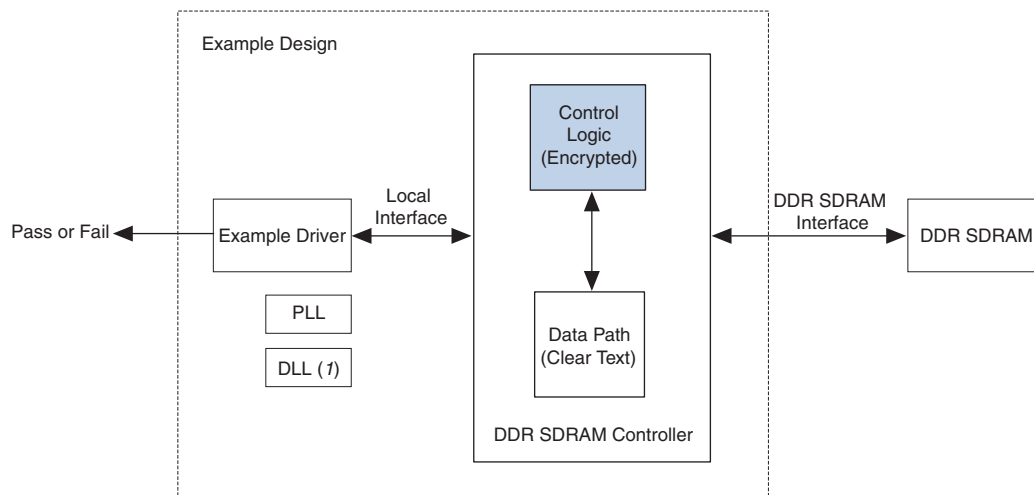 Example Design
Control
Logic
(Encrypted)
Local
Interface
DDR SDRAM
Interface
Pass or Fail
Example Driver
DDR SDRAM
PLL
Data Path
(Clear Text)
DLL (1)
DDR SDRAM Controller